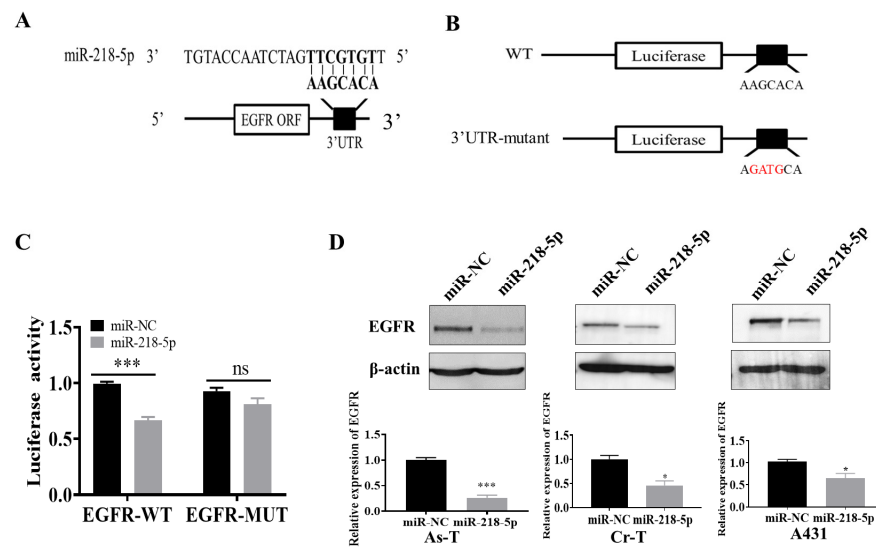 A
miR-218-5p 3’ TGTACCAATCTAGTTCGTGTT 5’
AAGCACA
5’ EGFR ORF 3’
3’UTR
B
WT Luciferase
AAGCACA
3’UTR-mutant Luciferase
AGATGCA
C
Luciferase activity
1.5
1.0
0.5
0.0
miR-NC
miR-218-5p
***
ns
EGFR-WT EGFR-MUT
D
miR-NC miR-218-5p miR-NC miR-218-5p miR-NC miR-218-5p
EGFR
β-actin
Relative expression of EGFR
1.5
1.0
0.5
0.0
***
miR-NC miR-218-5p
As-T
Relative expression of EGFR
1.5
1.0
0.5
0.0
*
miR-NC miR-218-5p
Cr-T
Relative expression of EGFR
1.5
1.0
0.5
0.0
*
miR-NC miR-218-5p
A431